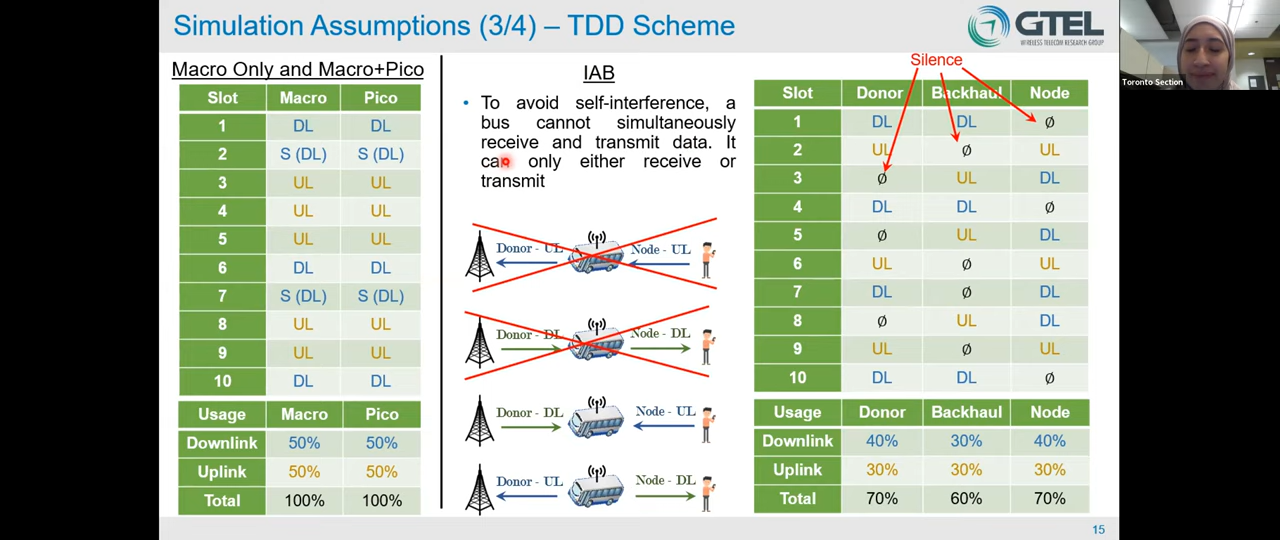 Simulation Assumptions (3/4) – TDD Scheme
GTEL
WIRELESS TELECOM RESEARCH GROUP
Toronto Section
Macro Only and Macro+Pico
Slot Macro Pico
1 DL DL
2 S (DL) S (DL)
3 UL UL
4 UL UL
5 UL UL
6 DL DL
7 S (DL) S (DL)
8 UL UL
9 UL UL
10 DL DL
Usage Macro Pico
Downlink 50% 50%
Uplink 50% 50%
Total 100% 100%
IAB
• To avoid self-interference, a
bus cannot simultaneously
receive and transmit data. It
can only either receive or
transmit
Donor - UL Node - UL
Donor - DL Node - DL
Donor - DL Node - UL
Donor - UL Node - DL
Silence
Slot Donor Backhaul Node
1 DL DL Ø
2 UL Ø UL
3 Ø UL DL
4 DL DL Ø
5 Ø UL DL
6 UL Ø UL
7 DL Ø DL
8 Ø UL DL
9 UL Ø UL
10 DL DL Ø
Usage Donor Backhaul Node
Downlink 40% 30% 40%
Uplink 30% 30% 30%
Total 70% 60% 70%
15